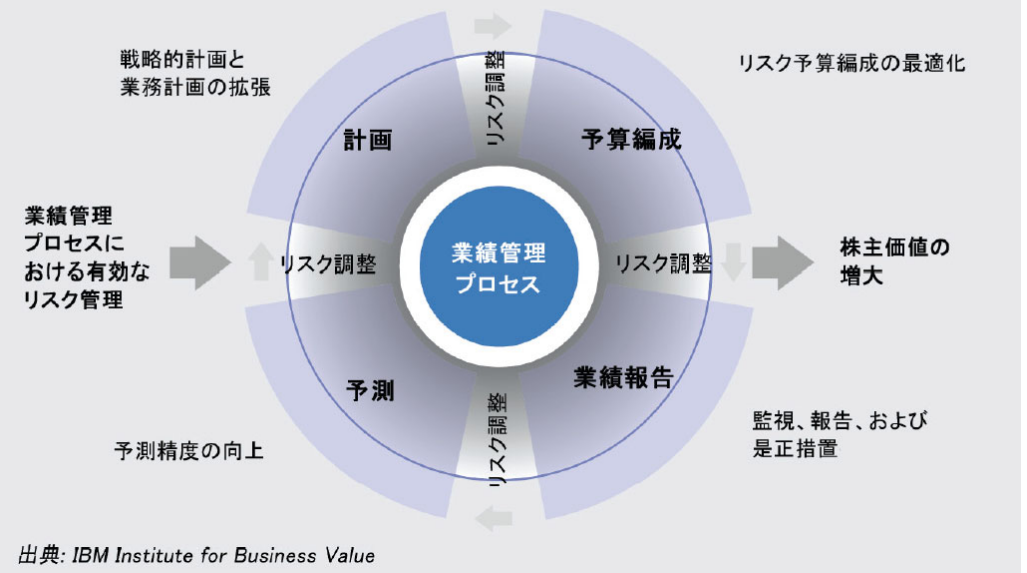 戦略的計画と
業務計画の拡張
リスク調整
リスク予算編成の最適化
計画
予算編成
業績管理
プロセスに
おける有効な
リスク管理
リスク調整
業績管理
プロセス
リスク調整
株主価値の
増大
予測
業績報告
リスク調整
予測精度の向上
監視、報告、および
是正措置
出典: IBM Institute for Business Value